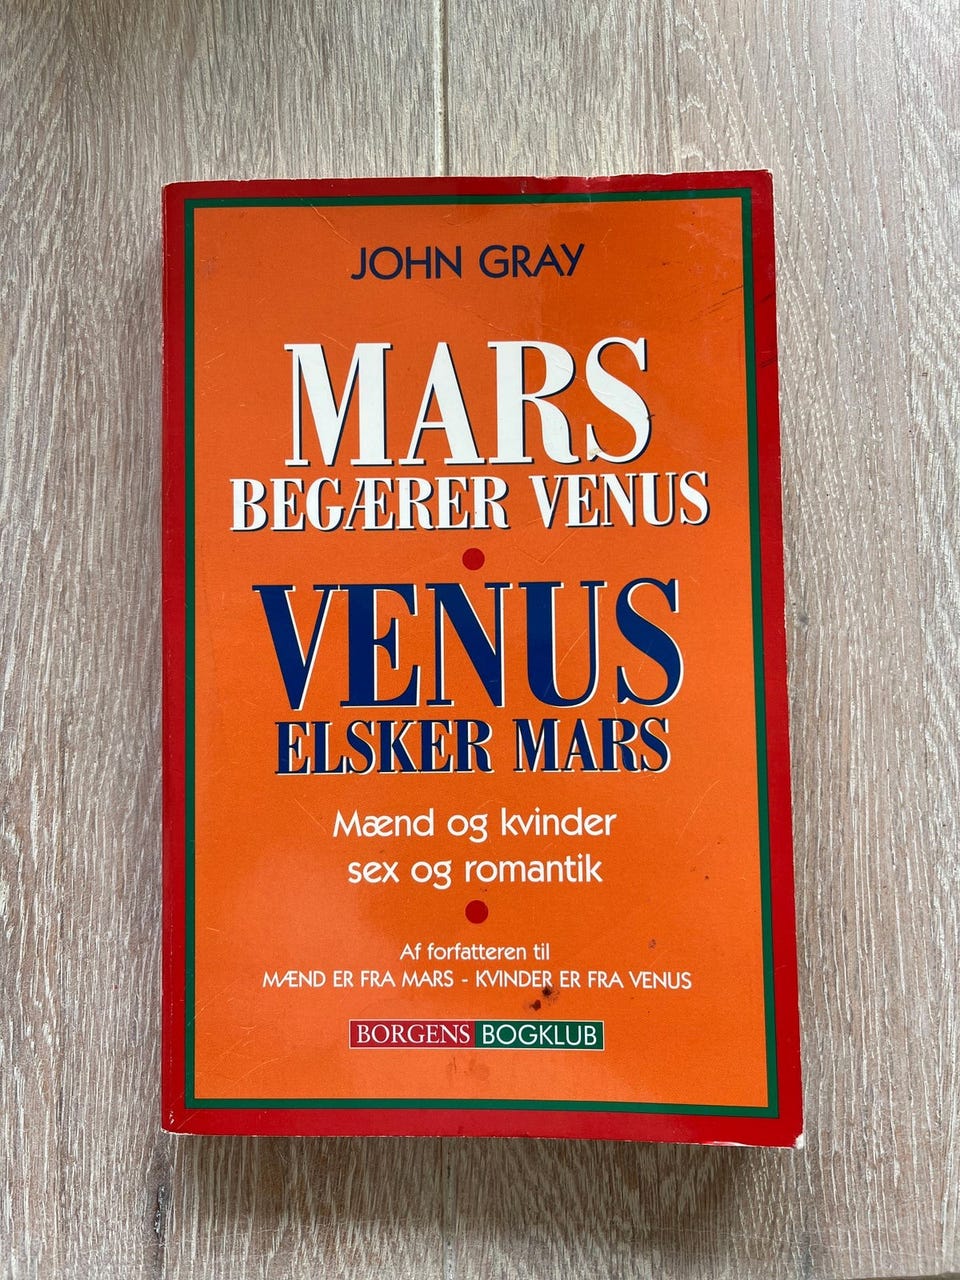 JOHN GRAY
MARS
BEGÆRER VENUS
VENUS
ELSKER MARS
Mænd og kvinder
sex og romantik
Af forfatteren til
MÆND ER FRA MARS - KVINDER ER FRA VENUS
BORGENS BOGKLUB